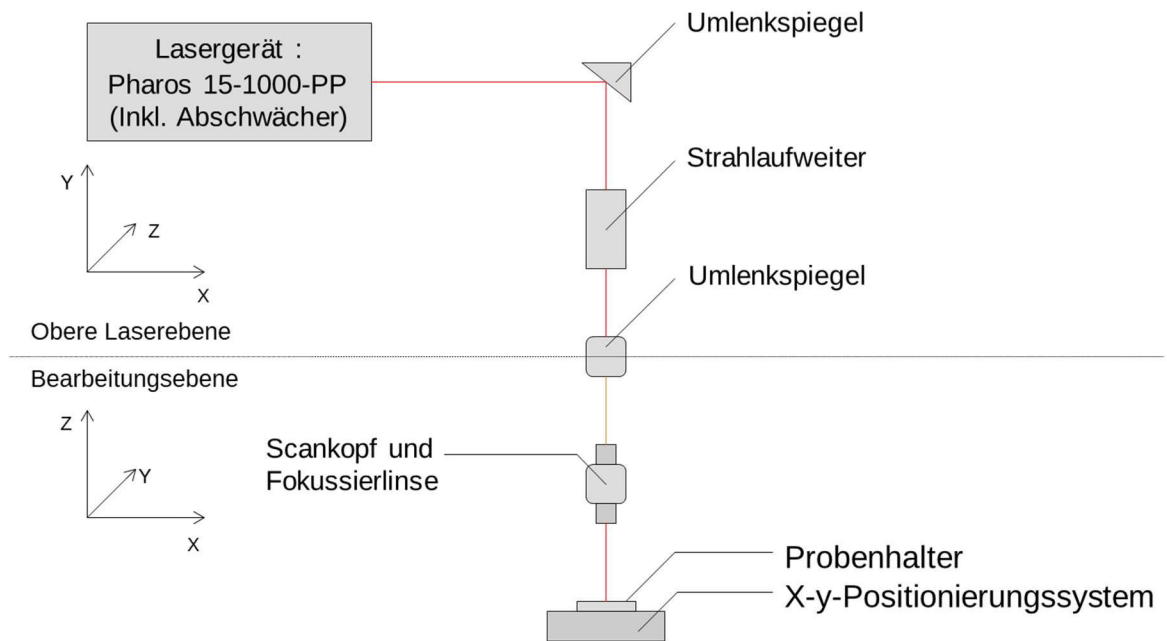 Umlenkspiegel
Lasergerät :
Pharos 15-1000-PP
(Inkl. Abschwächer)
Strahlaufweiter
Y
Z
X
Umlenkspiegel
Obere Laserebene
Bearbeitungsebene
Z
Y
X
Scankopf und
Fokussierlinse
Probenhalter
X-y-Positionierungssystem